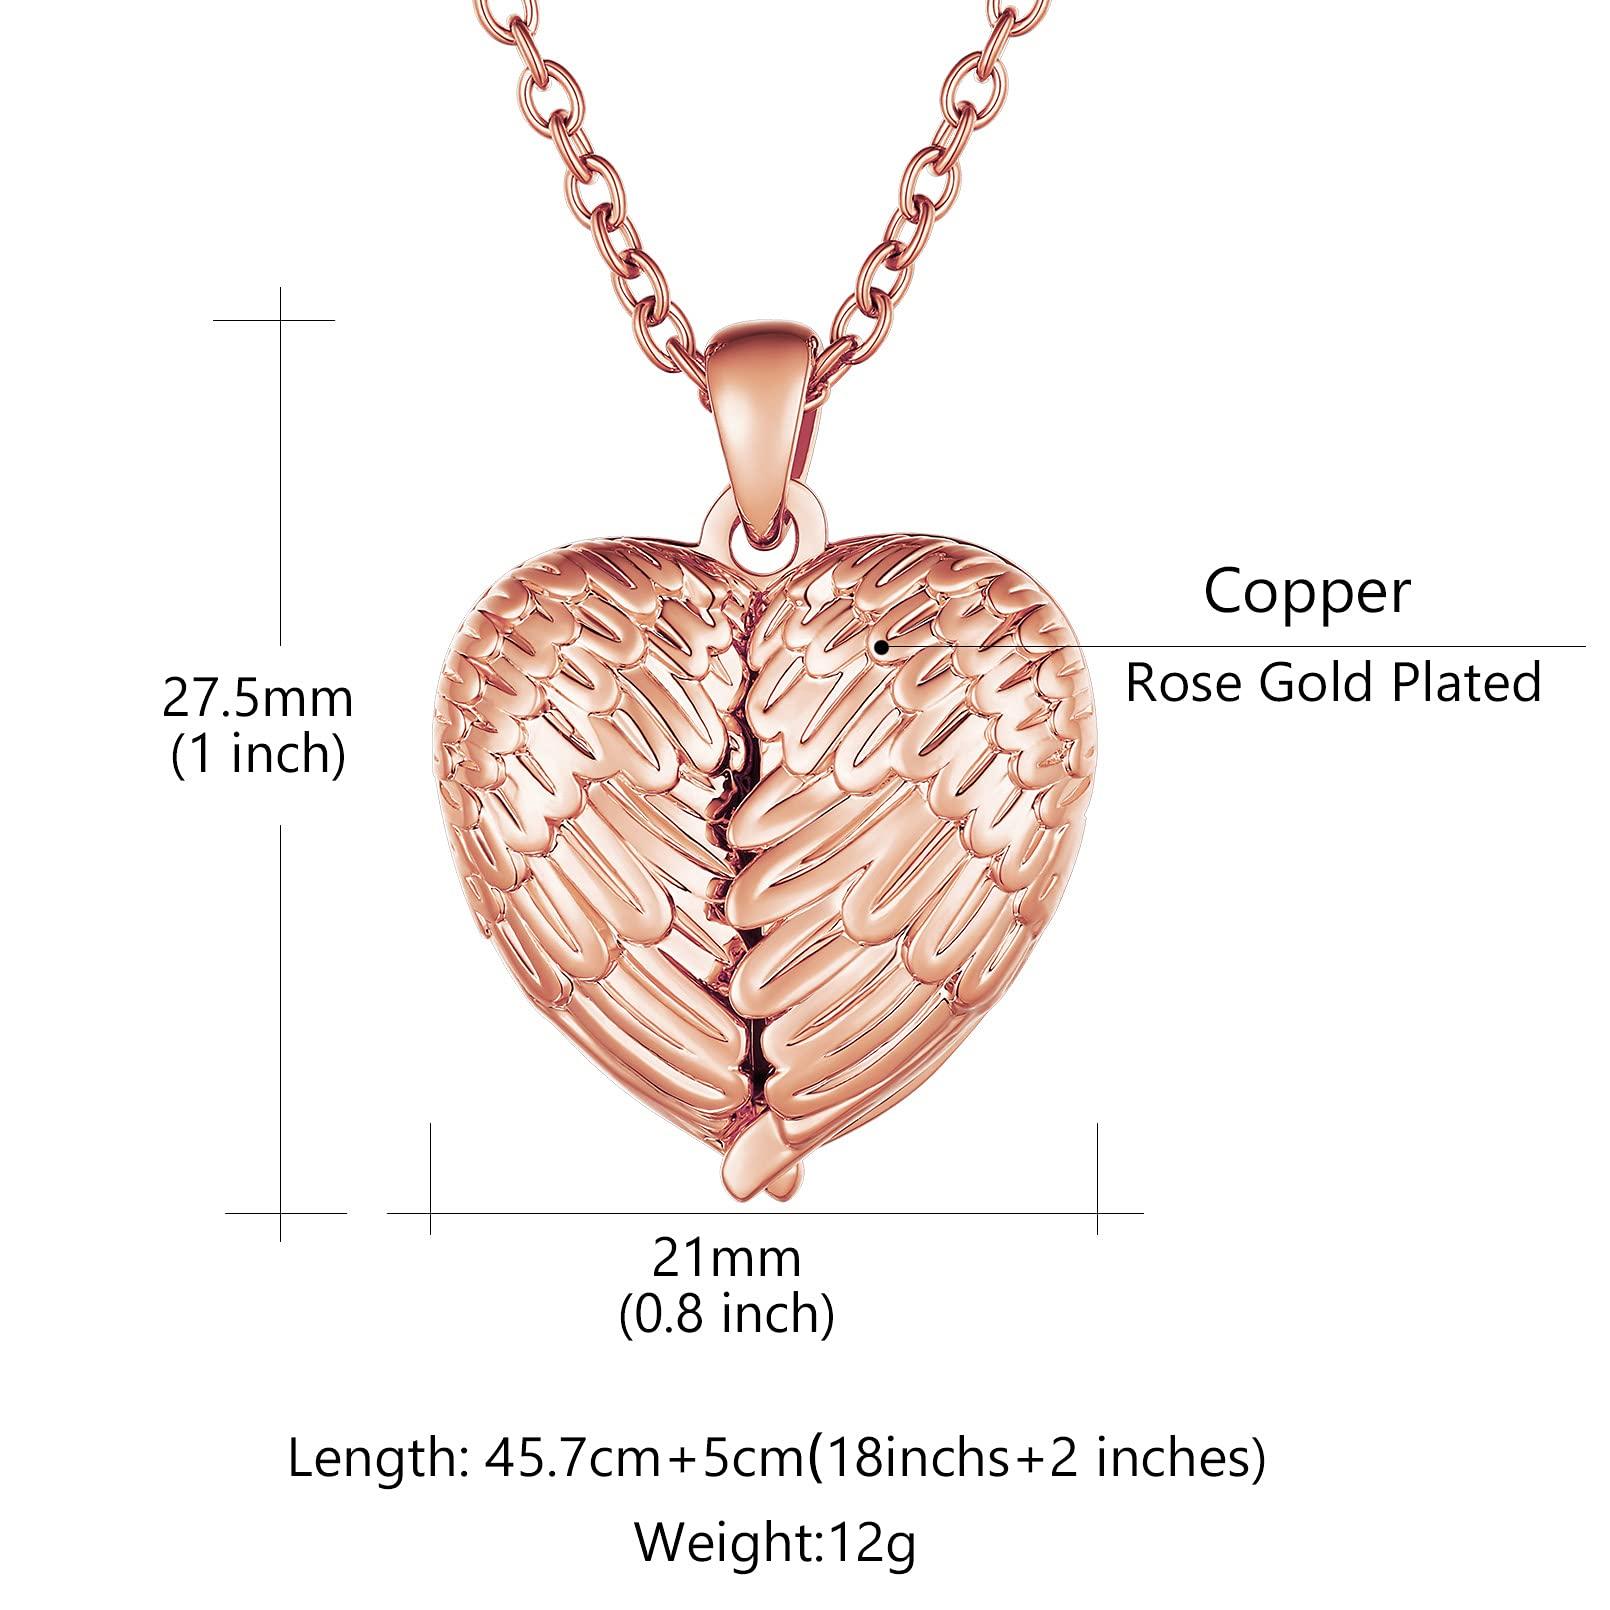 Copper
Rose Gold Plated
27.5mm
(1 inch)
21mm
(0.8 inch)
Length: 45.7cm+5cm(18inchs+2 inches)
Weight:12g